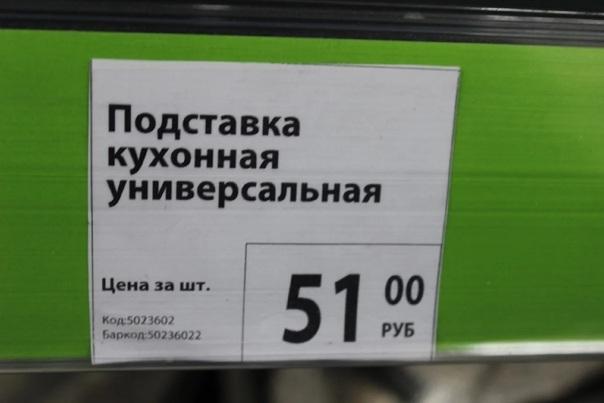 Подставка
кухонная
универсальная
Цена за шт.
51 00
РУБ
Код:5023602
Баркод:50236022